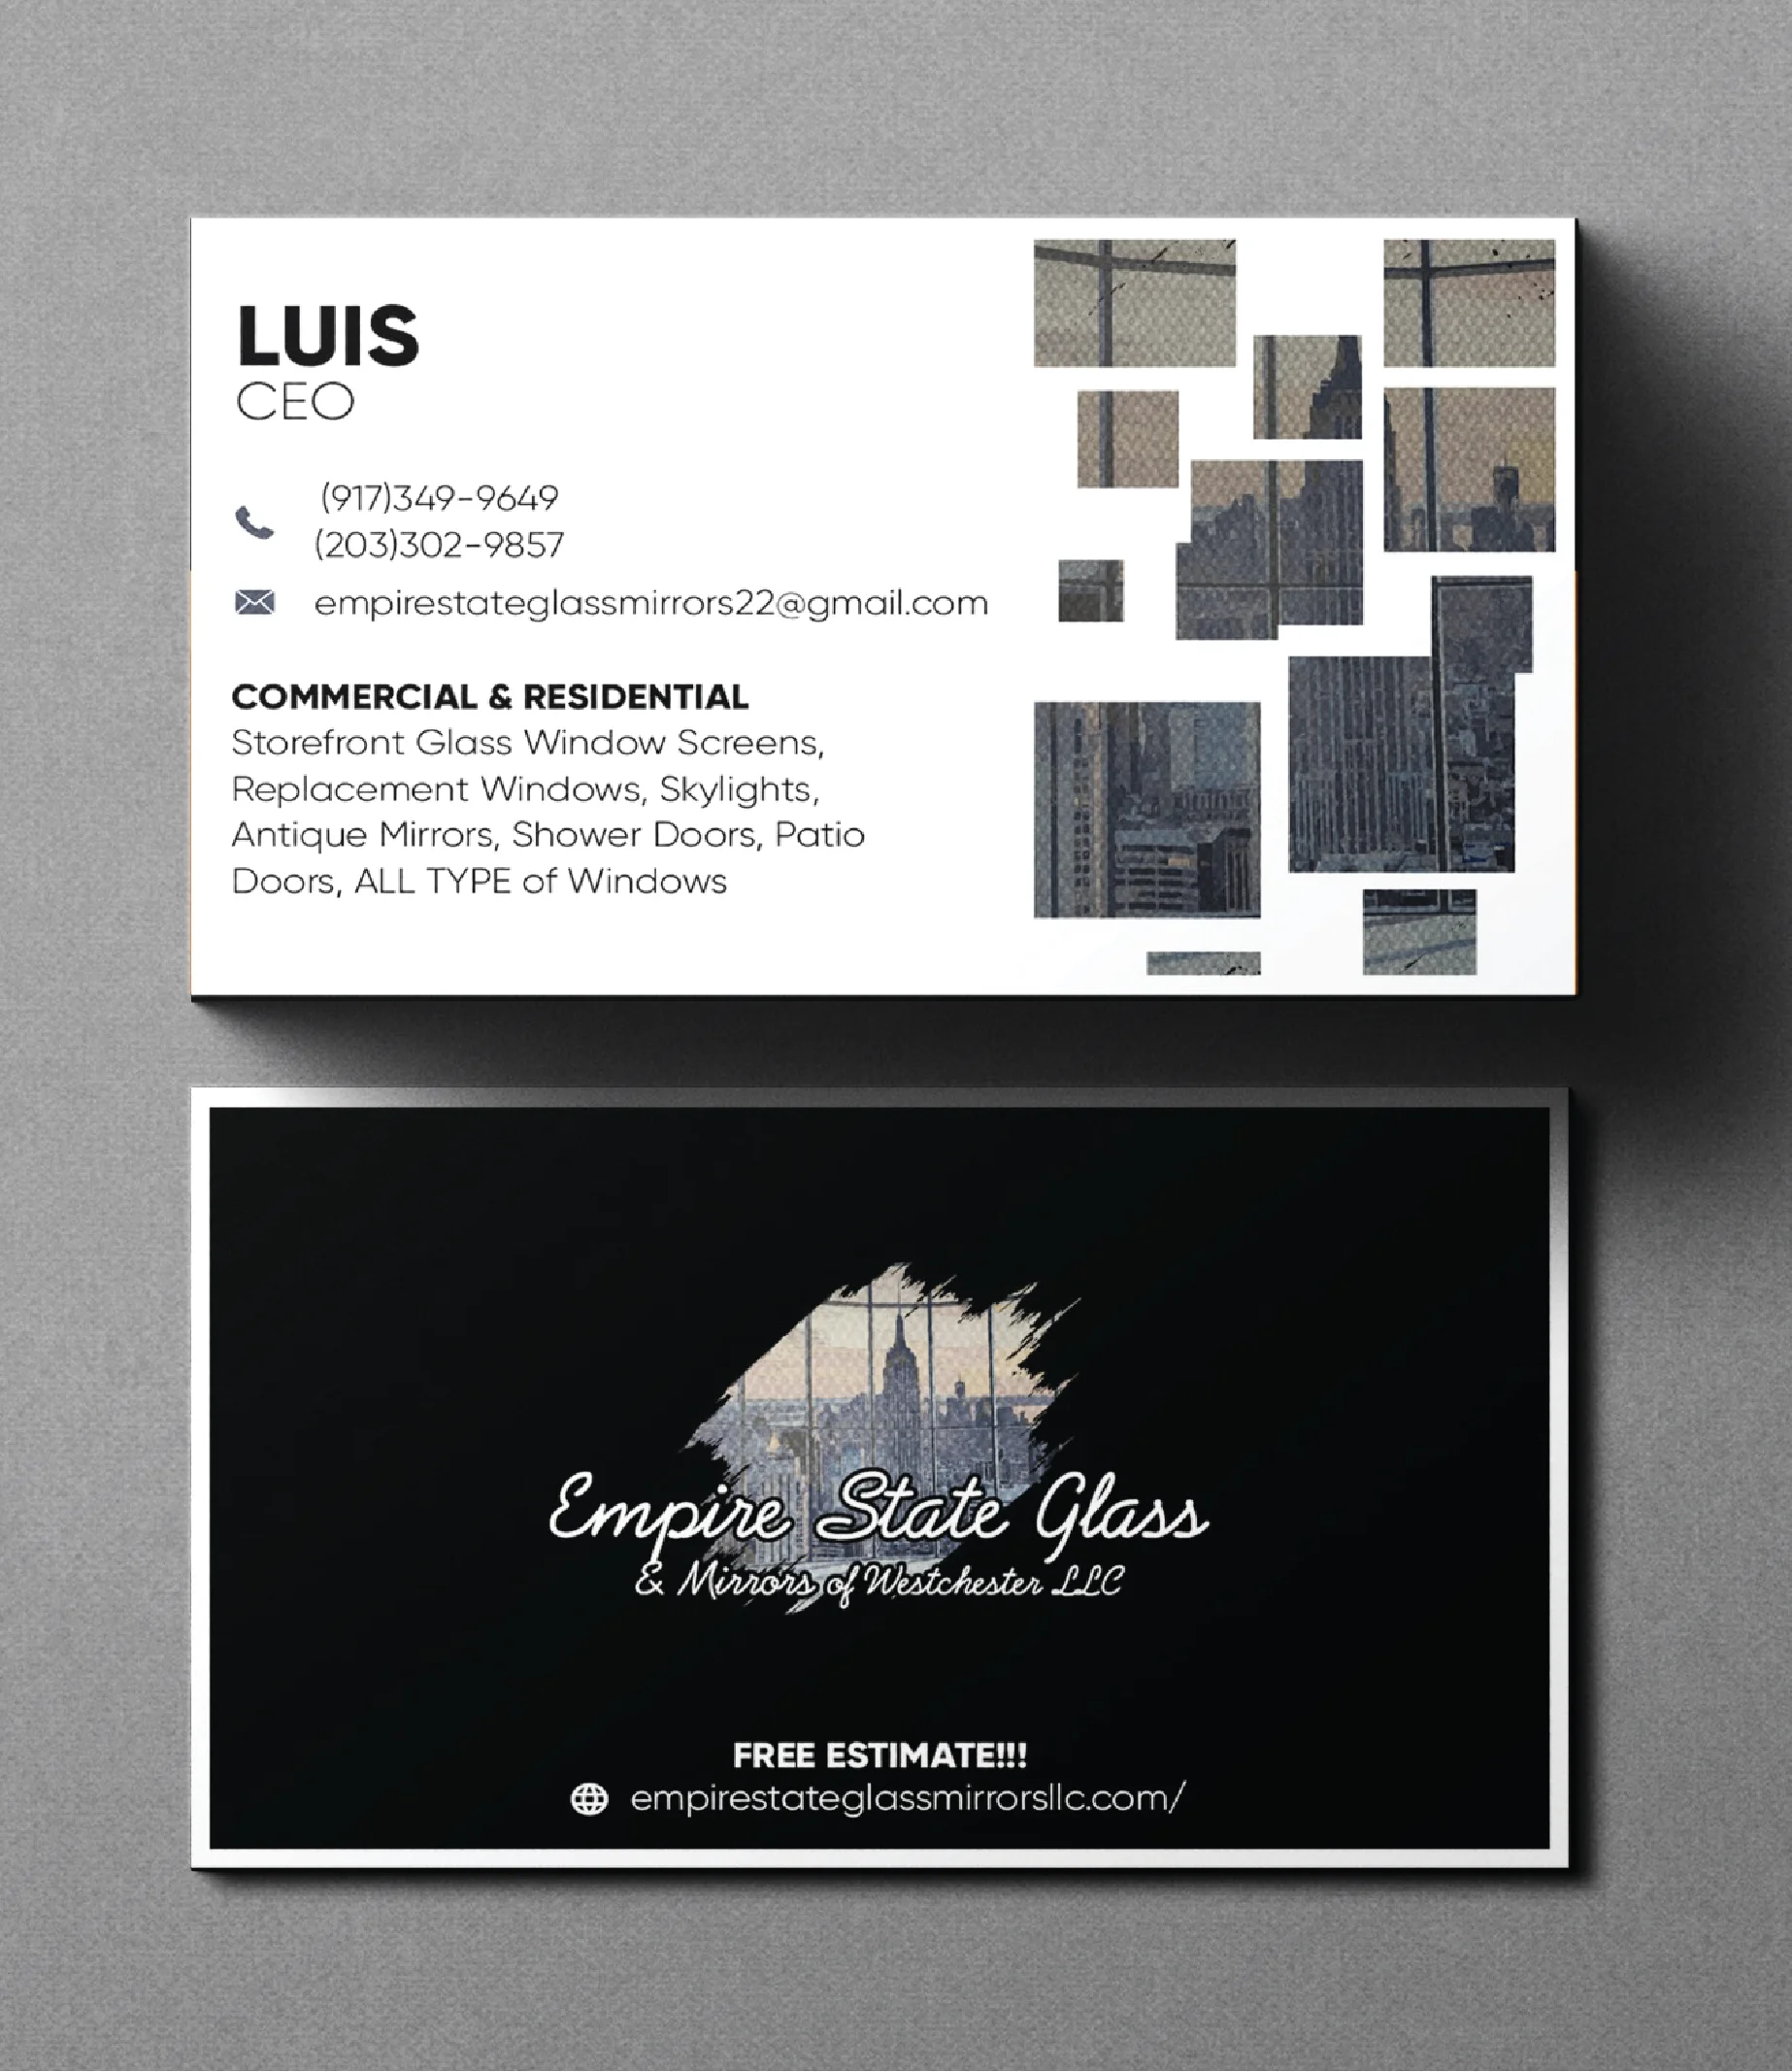 LUIS
CEO
(917)349-9649
(203)302-9857
empirestateglassmirrors22@gmail.com
COMMERCIAL & RESIDENTIAL
Storefront Glass Window Screens,
Replacement Windows, Skylights,
Antique Mirrors, Shower Doors, Patio
Doors, ALL TYPE of Windows
Empire State Glass
& Mirrors of Westchester LLC
FREE ESTIMATE!!!
empirestateglassmirrorsllc.com/